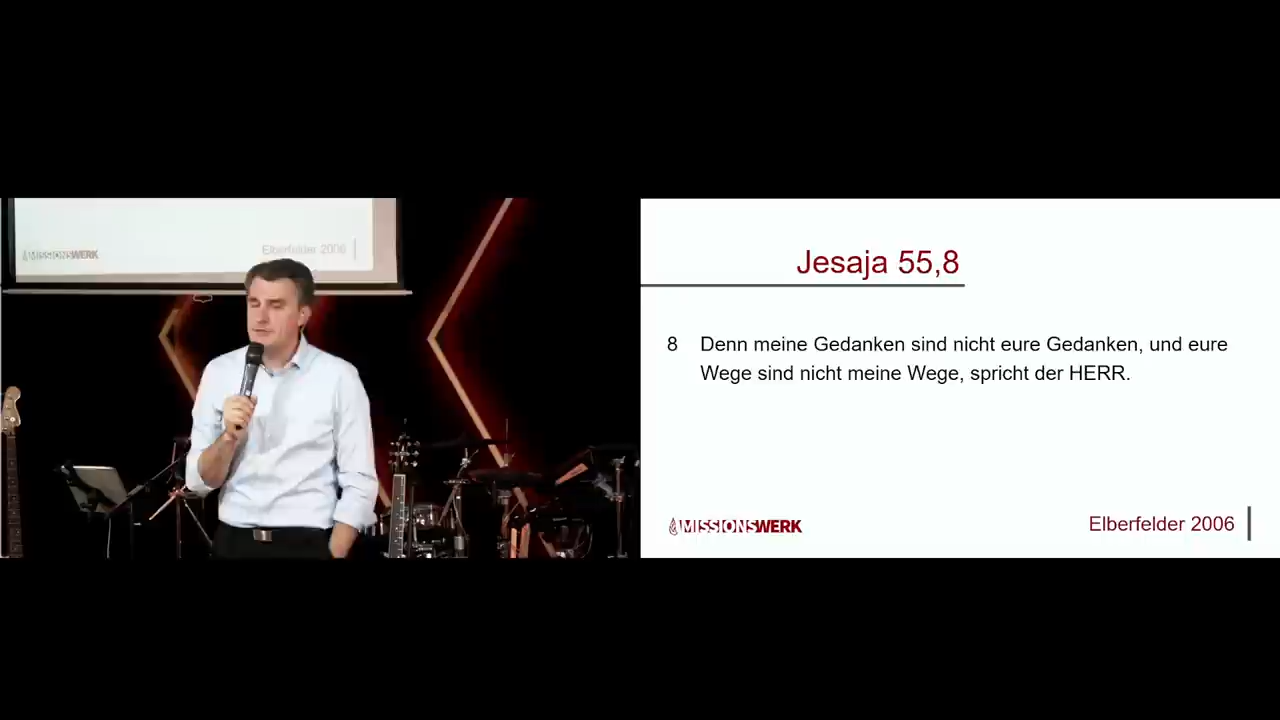 MISSIONSWERK
Elberfelder 2006
Jesaja 55,8
8 Denn meine Gedanken sind nicht eure Gedanken, und eure
Wege sind nicht meine Wege, spricht der HERR.
MISSIONSWERK
Elberfelder 2006